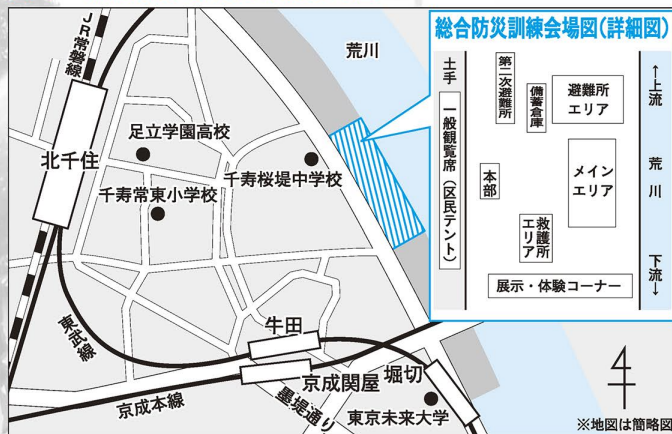 総合防災訓練会場図(詳細図)
JR常磐線
荒川
土手
一般観覧席(区民テント)
第二次避難所
備蓄倉庫
避難所
エリア
←上流
荒川
下流→
本部
メイン
エリア
救護所
エリア
展示・体験コーナー
足立学園高校
北千住
千寿桜堤中学校
千寿常東小学校
東武線
牛田
京成関屋
堀切
京成本線
墨堤通り
東京未来大学
※地図は簡略図